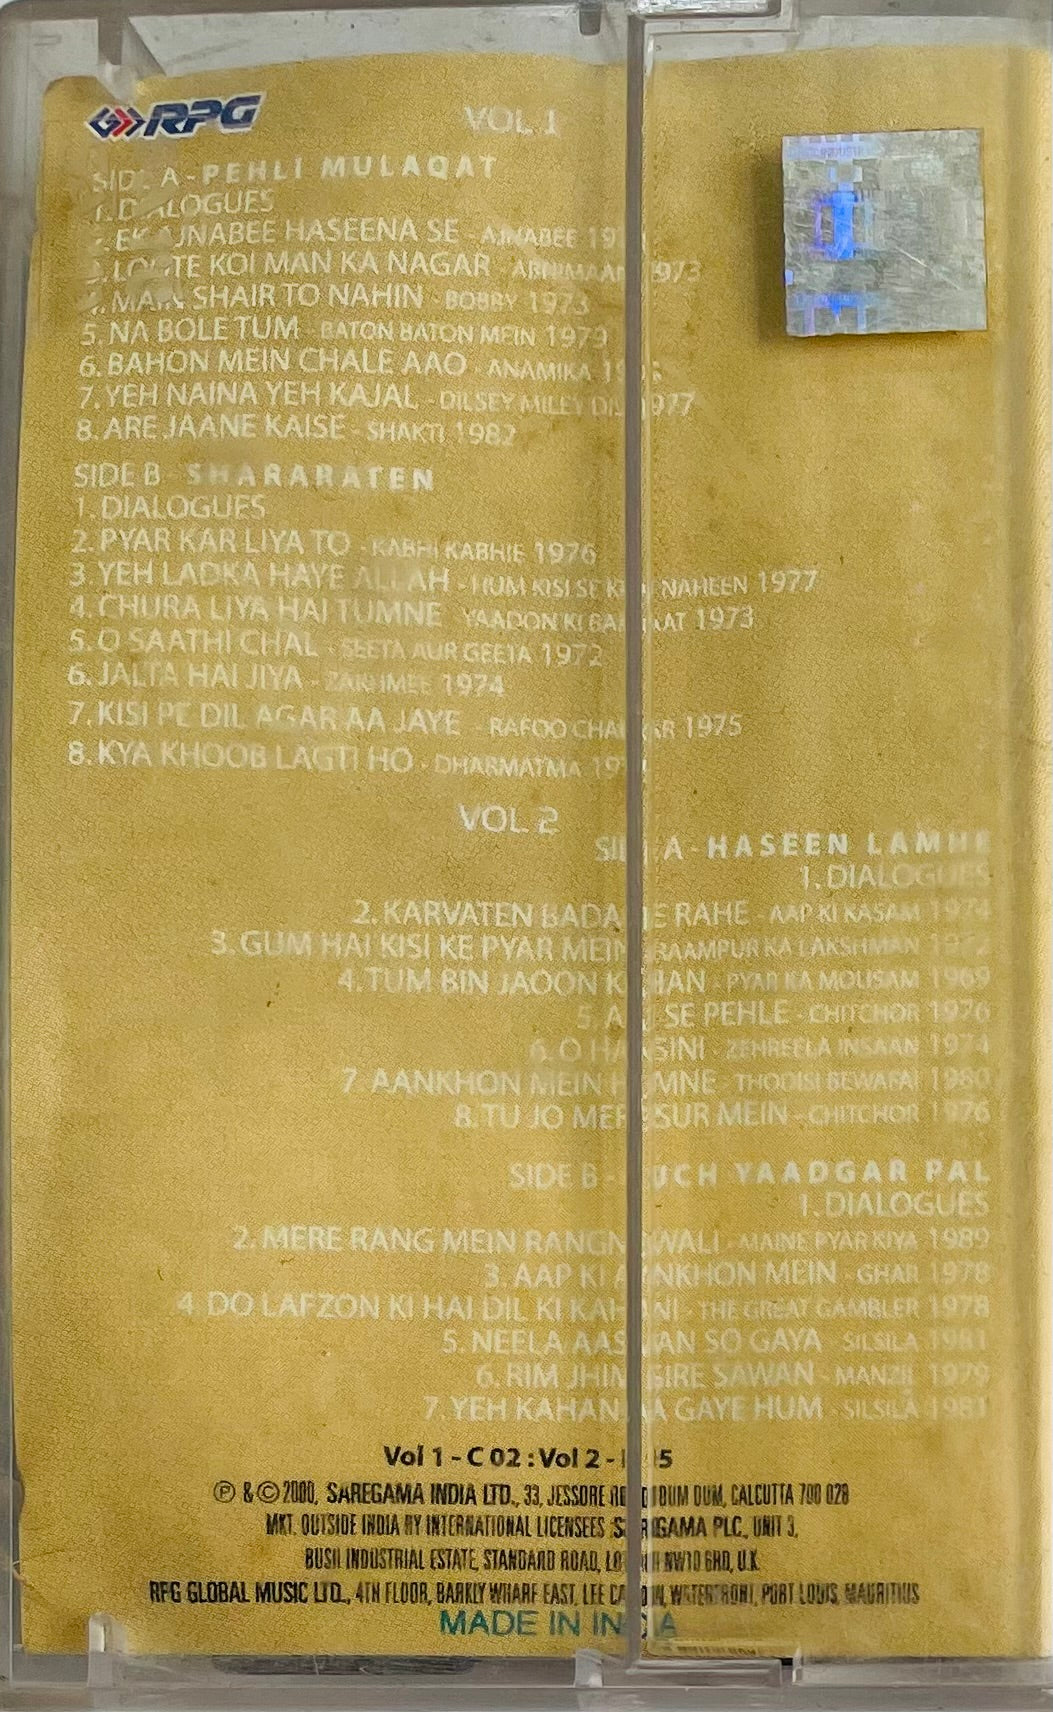 RPG
VOL 1
SIDE A - PEHLI MULAQAT
1. DIALOGUES
2. EK AJNABEE HASEENA SE - AJNABEE 19
3. LOUTE KOI MAN KA NAGAR - ABHIMAAN 1973
4. MAIN SHAIR TO NAHIN - BOBBY 1973
5. NA BOLE TUM - BATON BATON MEIN 1979
6. BAHON MEIN CHALE AAO - ANAMIKA 19
7. YEH NAINA YEH KAJAL - DILSEY MILEY DIL 1977
8. ARE JAANE KAISE - SHAKTI 1982
SIDE B - SHARARATEN
1. DIALOGUES
2. PYAR KAR LIYA TO - KABHI KABHIE 1976
3. YEH LADKA HAYE ALLAH - HUM KISI SE KUM NAHEEN 1977
4. CHURA LIYA HAI TUMNE YAADON KI BARAAT 1973
5. O SAATHI CHAL - SEETA AUR GEETA 1972
6. JALTA HAI JIYA - ZAKHMEE 1974
7. KISI PE DIL AGAR AA JAYE - RAFOO CHAKKAR 1975
8. KYA KHOOB LAGTI HO - DHARMATMA 19
VOL 2
SIDE A - HASEEN LAMHE
1. DIALOGUES
2. KARVATEN BADALTE RAHE - AAP KI KASAM 1974
3. GUM HAI KISI KE PYAR MEIN - RAAMPUR KA LAKSHMAN 1972
4. TUM BIN JAOON KAHAN - PYAR KA MOUSAM 1969
5. AAJ SE PEHLE - CHITCHOR 1976
6. O HANSINI - ZEHREELA INSAAN 1974
7 AANKHON MEIN HUMNE - THODISI BEWAFAI 1980
8. TU JO MERE SUR MEIN - CHITCHOR 1976
SIDE B - KUCH YAADGAR PAL
1. DIALOGUES
2. MERE RANG MEIN RANGNEWALI - MAINE PYAR KIYA 1989
3. AAP KI AANKHON MEIN - GHAR 1978
4. DO LAFZON KI HAI DIL KI KAHANI - THE GREAT GAMBLER 1978
5. NEELA AASMAN SO GAYA - SILSILA 1981
6. RIM JHIM GIRE SAWAN - MANZIL 1979
7. YEH KAHAN AA GAYE HUM - SILSILA 1981
Vol 1 - C 02 : Vol 2 -
℗ & © 2000, SAREGAMA INDIA LTD., 33, JESSORE ROAD DUM DUM, CALCUTTA 700 028
MKT. OUTSIDE INDIA BY INTERNATIONAL LICENSEES : SAREGAMA PLC., UNIT 3,
BUSH INDUSTRIAL ESTATE, STANDARD ROAD, LONDON NW10 6HD, U.K.
RPG GLOBAL MUSIC LTD., 4TH FLOOR, BARKLY WHARF EAST, LEE CAUDAN, WATERFRONT, PORT LOUIS, MAURITIUS
MADE IN INDIA